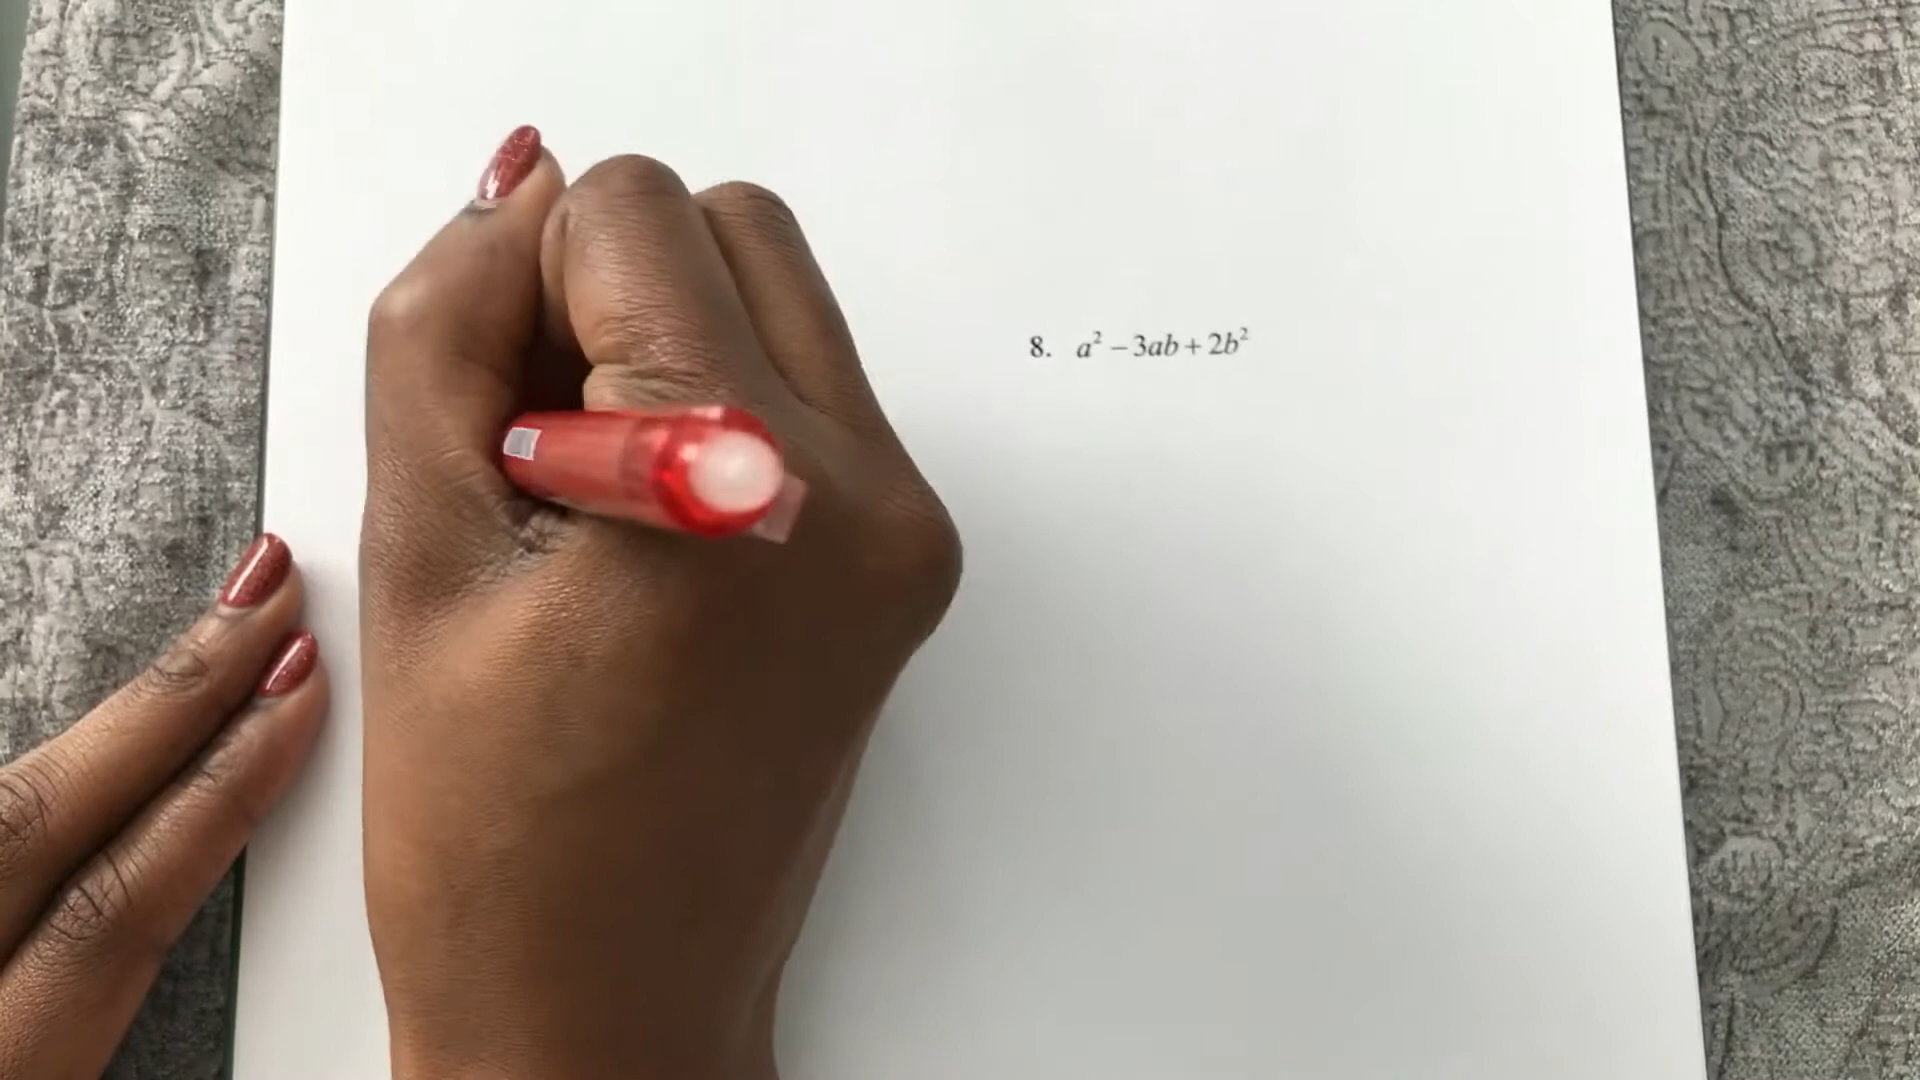 8. a² – 3ab + 2b²